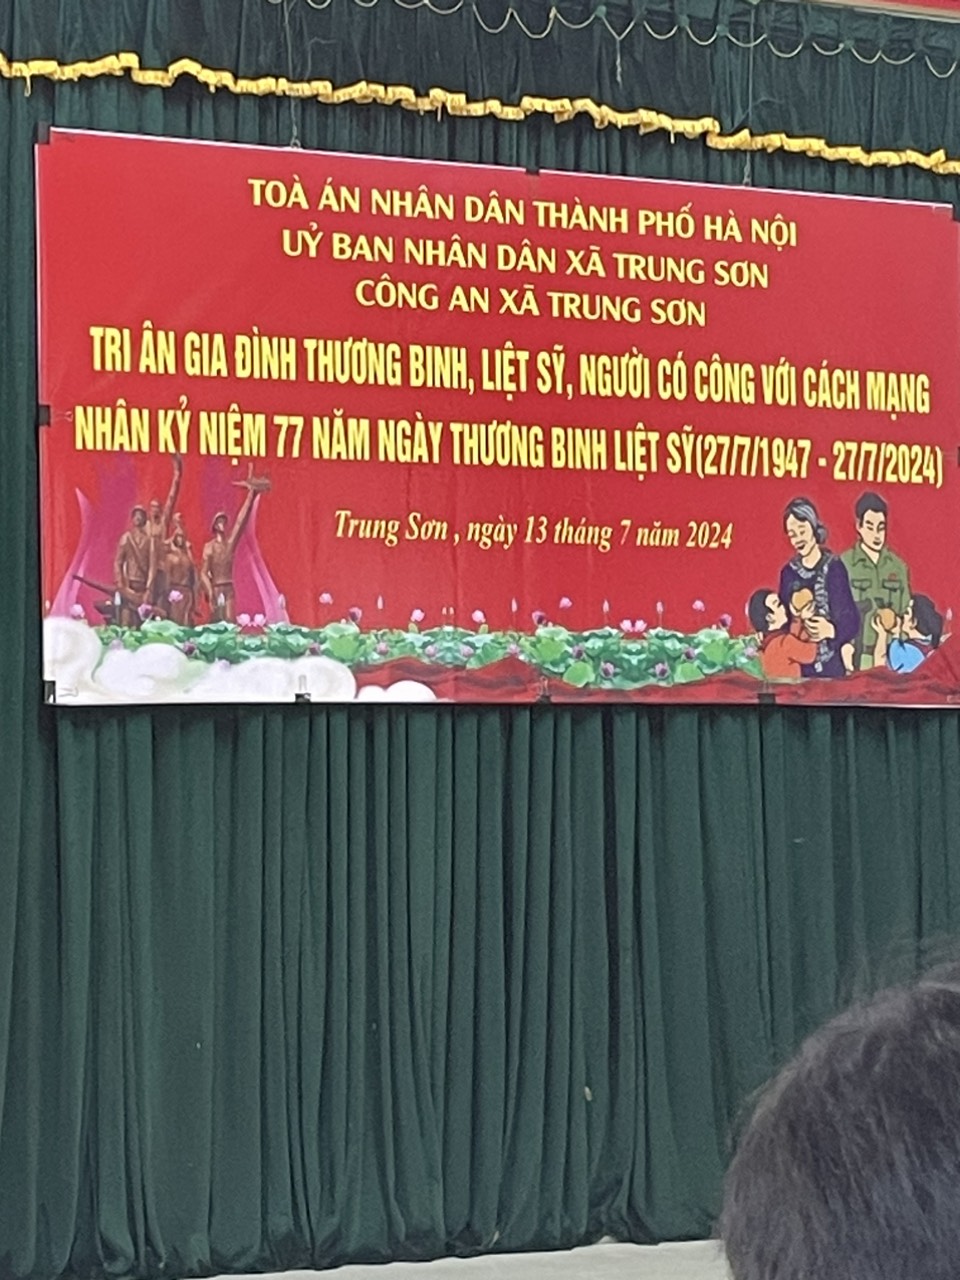 TOÀ ÁN NHÂN DÂN THÀNH PHỐ HÀ NỘI
UỶ BAN NHÂN DÂN XÃ TRUNG SƠN
CÔNG AN XÃ TRUNG SƠN
TRI ÂN GIA ĐÌNH THƯƠNG BINH, LIỆT SỸ, NGƯỜI CÓ CÔNG VỚI CÁCH MẠNG
NHÂN KỶ NIỆM 77 NĂM NGÀY THƯƠNG BINH LIỆT SỸ(27/7/1947 - 27/7/2024)
Trung Sơn , ngày 13 tháng 7 năm 2024